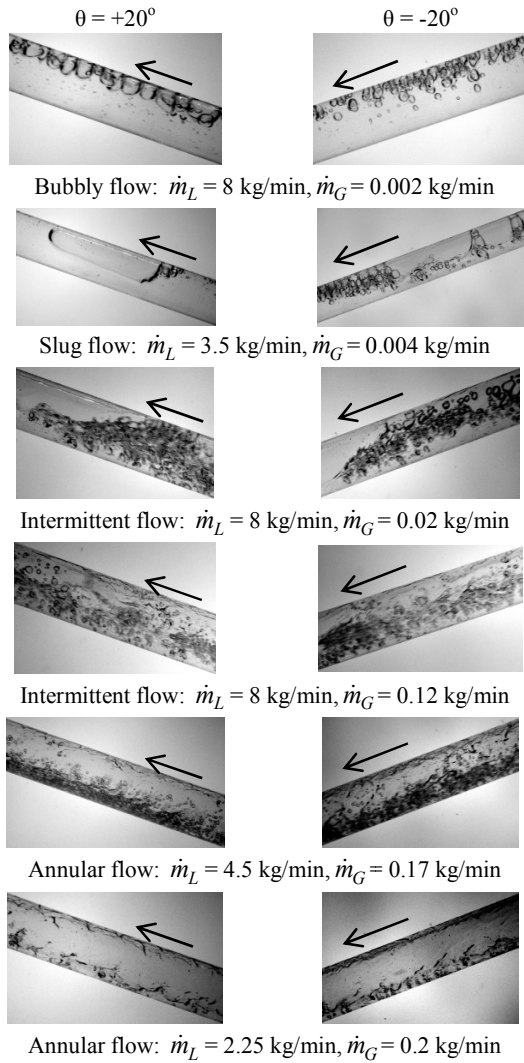 θ = +20° θ = -20°
Bubbly flow: ṁ_L = 8 kg/min, ṁ_G = 0.002 kg/min
Slug flow: ṁ_L = 3.5 kg/min, ṁ_G = 0.004 kg/min
Intermittent flow: ṁ_L = 8 kg/min, ṁ_G = 0.02 kg/min
Intermittent flow: ṁ_L = 8 kg/min, ṁ_G = 0.12 kg/min
Annular flow: ṁ_L = 4.5 kg/min, ṁ_G = 0.17 kg/min
Annular flow: ṁ_L = 2.25 kg/min, ṁ_G = 0.2 kg/min